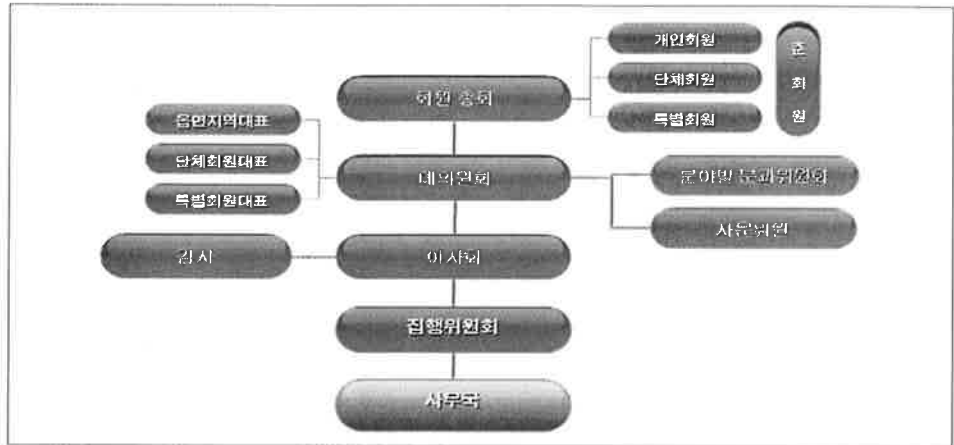 개인회원
단체회원
특별회원
준회원
회원 총회
읍면지역대표
단체회원대표
특별회원대표
대의원회
분야별 분과위원회
자문위원
감사
이사회
집행위원회
사무국